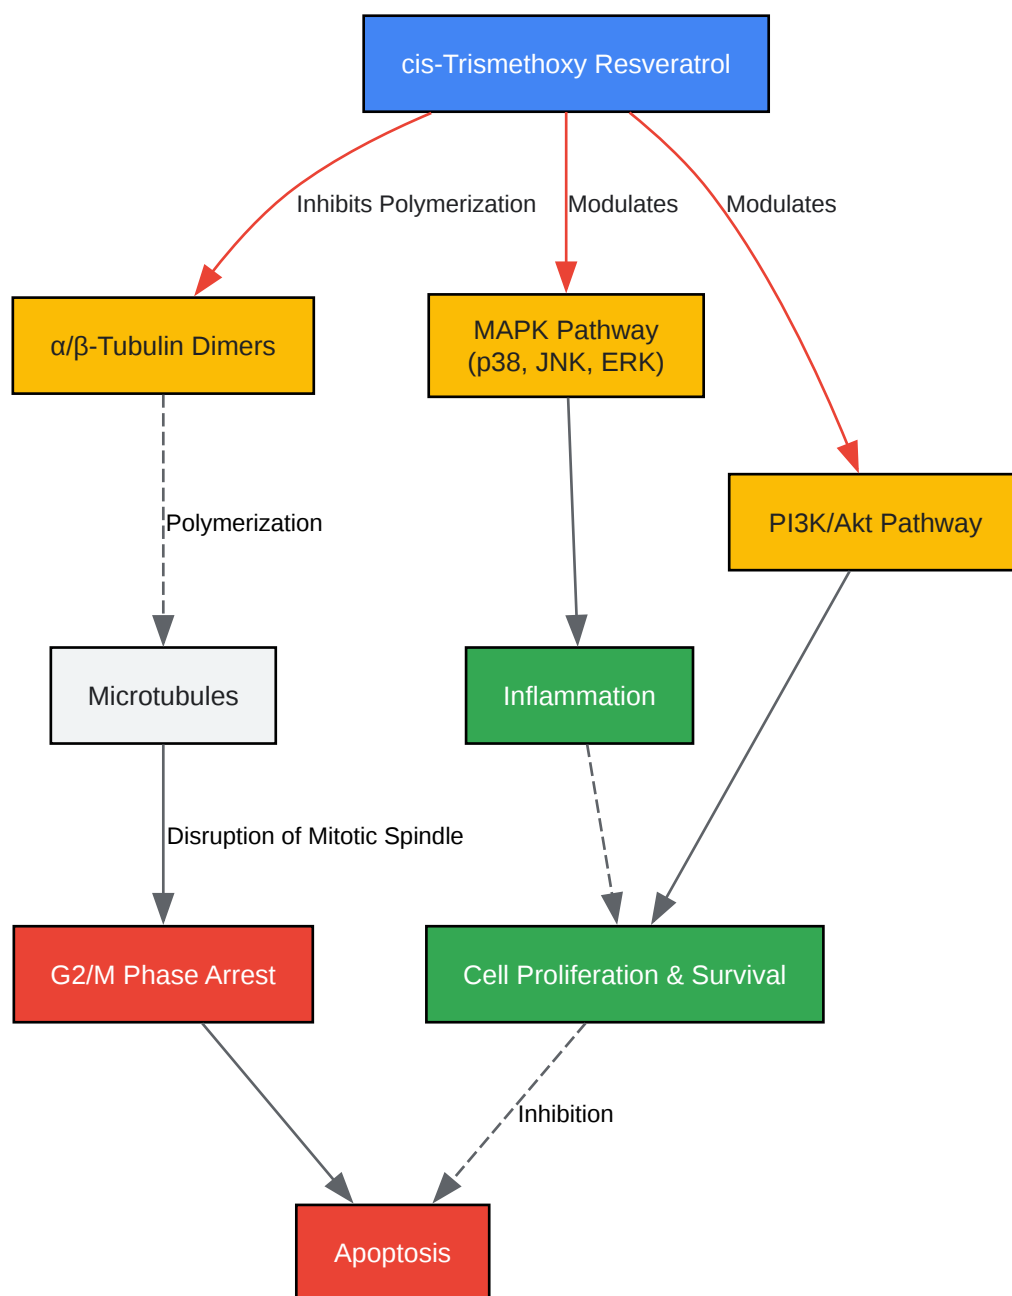 cis-Trismethoxy Resveratrol
Inhibits Polymerization
Modulates
Modulates
α/β-Tubulin Dimers
MAPK Pathway
(p38, JNK, ERK)
Polymerization
PI3K/Akt Pathway
Microtubules
Inflammation
Disruption of Mitotic Spindle
G2/M Phase Arrest
Cell Proliferation & Survival
Inhibition
Apoptosis